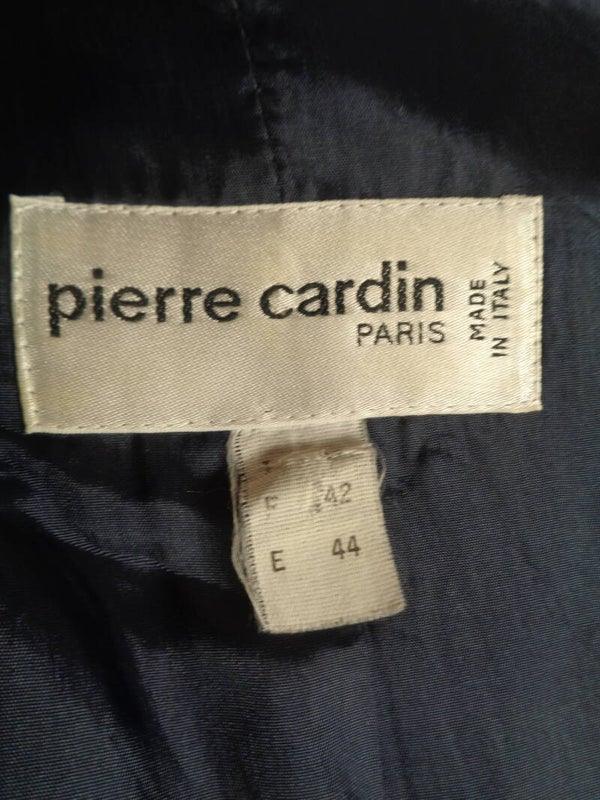 pierre cardin
PARIS
MADE
IN ITALY
F 42
E 44